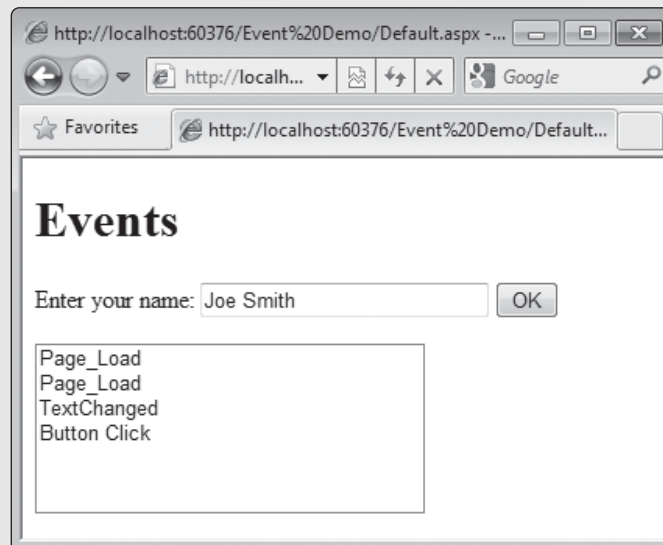 http://localhost:60376/Event%20Demo/Default.aspx -...
http://localh...
Google
Favorites
http://localhost:60376/Event%20Demo/Default...
Events
Enter your name: Joe Smith OK
Page_Load
Page_Load
TextChanged
Button Click